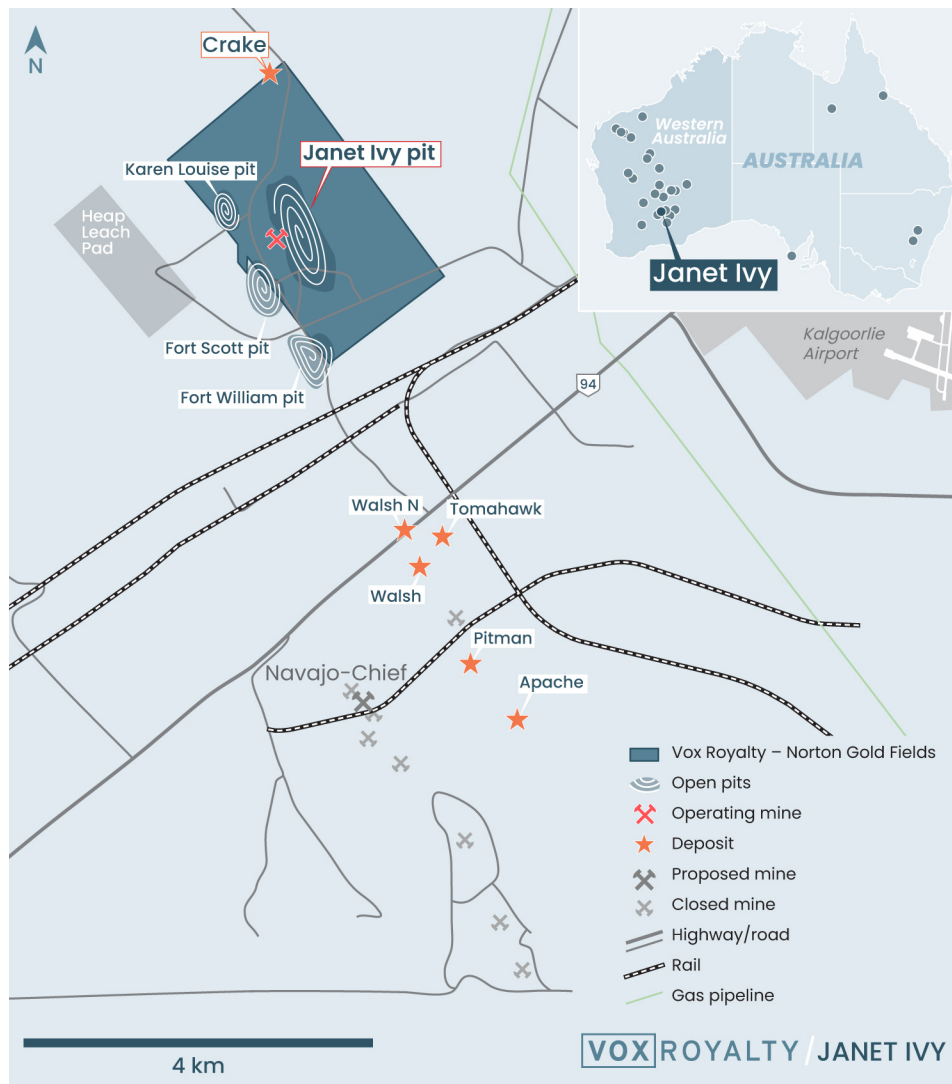 N
Crake
Karen Louise pit
Janet Ivy pit
Heap
Leach
Pad
Fort Scott pit
Fort William pit
Western
Australia
AUSTRALIA
Janet Ivy
Kalgoorlie
Airport
94
Walsh N
Tomahawk
Walsh
Pitman
Navajo-Chief
Apache
Vox Royalty – Norton Gold Fields
Open pits
Operating mine
Deposit
Proposed mine
Closed mine
Highway/road
Rail
Gas pipeline
4 km
VOX ROYALTY / JANET IVY